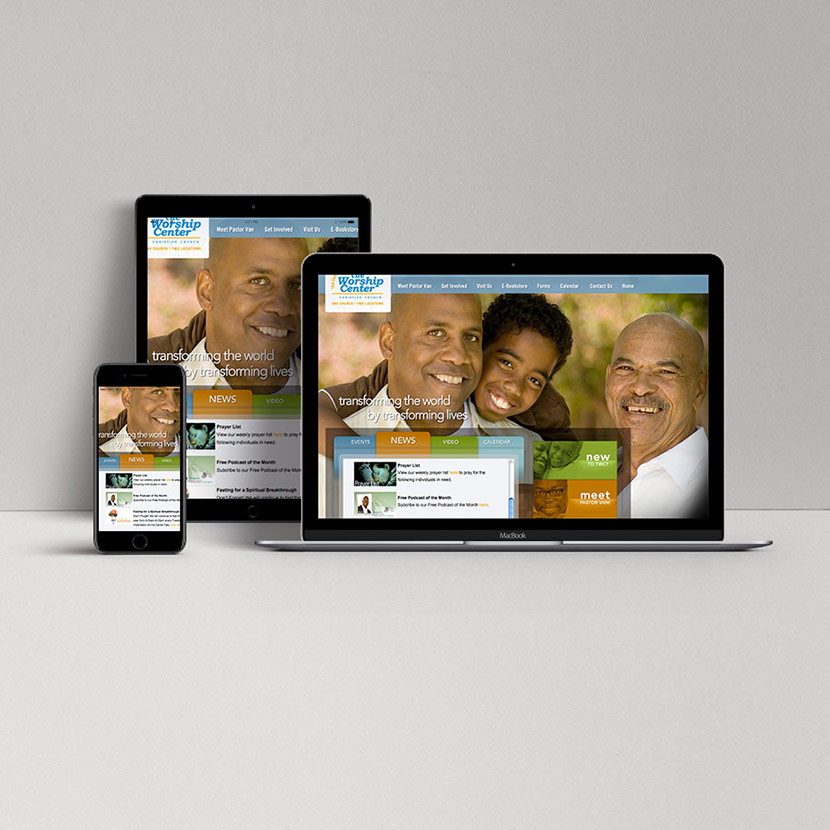 the
Worship
Center
CHRISTIAN CHURCH
ONE CHURCH • TWO LOCATIONS
Meet Pastor Van Get Involved Visit Us E-Bookstore
transforming the world
by transforming lives
NEWS VIDEO
Prayer List
View our weekly prayer list here to pray for the
following individuals in need.
Free Podcast of the Month
Subcribe to our Free Podcast of the Month
Fasting for a Spiritual Breakthrough
the
Worship
Center
CHRISTIAN CHURCH
ONE CHURCH • TWO LOCATIONS
Meet Pastor Van Get Involved Visit Us E-Bookstore Forms Calendar Contact Us Home
transforming the world
by transforming lives
EVENTS NEWS VIDEO CALENDAR
Prayer List
Prayer List
View our weekly prayer list here to pray for the
following individuals in need.
Free Podcast of the Month
Subcribe to our Free Podcast of the Month Here.
new
TO TWC?
meet
PASTOR VAN!
MacBook
transforming the world
by transforming lives
EVENTS NEWS VIDEO
Prayer List
View our weekly prayer list here to pray for the
following individuals in need.
Free Podcast of the Month
Subcribe to our Free Podcast of the Month
Fasting for a Spiritual Breakthrough